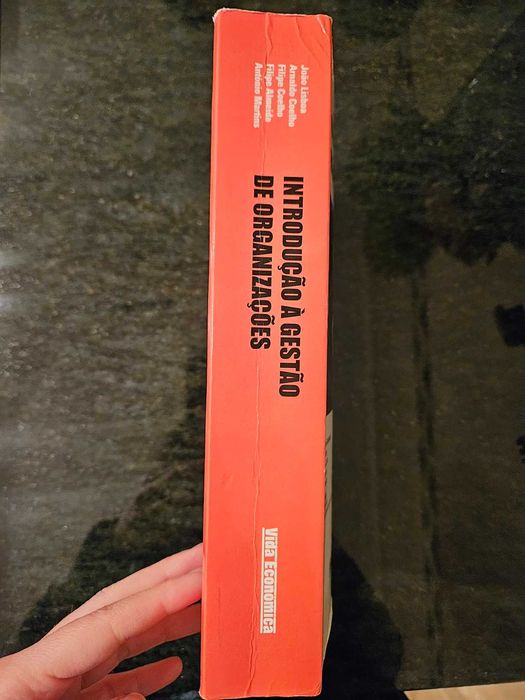 João Lisboa
Arnaldo Coelho
Filipe Coelho
Filipe Almeida
António Martins
INTRODUÇÃO À GESTÃO
DE ORGANIZAÇÕES
Vida Económica